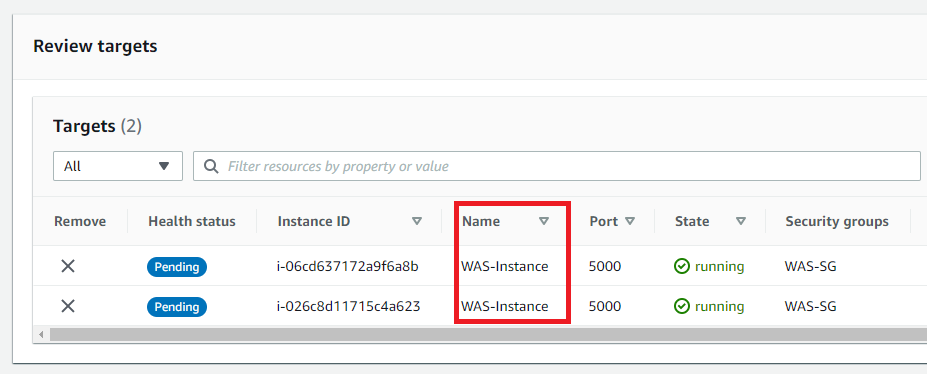 Review targets
Targets (2)
All Filter resources by property or value
Remove Health status Instance ID Name Port State Security groups
Pending i-06cd637172a9f6a8b WAS-Instance 5000 running WAS-SG
Pending i-026c8d11715c4a623 WAS-Instance 5000 running WAS-SG